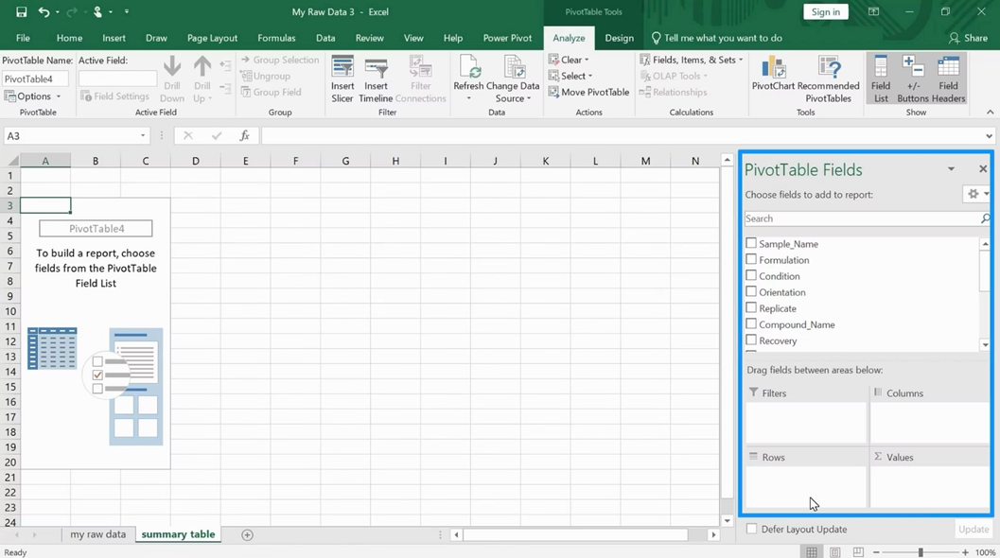 My Raw Data 3 - Excel
PivotTable Tools
Sign in
File Home Insert Draw Page Layout Formulas Data Review View Help Power Pivot Analyze Design Tell me what you want to do Share
PivotTable Name:
PivotTable4
Options
PivotTable
Active Field:
Field Settings
Drill Down
Drill Up
Active Field
Group Selection
Ungroup
Group Field
Group
Insert Slicer
Insert Timeline
Filter Connections
Filter
Refresh
Change Data Source
Data
Clear
Select
Move PivotTable
Actions
Fields, Items, & Sets
OLAP Tools
Relationships
Calculations
PivotChart
Recommended PivotTables
Tools
Field List
+/- Buttons
Field Headers
Show
A3
fx
A B C D E F G H I J K L M N
1
2
3
4
5
6
7
8
9
10
11
12
13
14
15
16
17
18
19
20
21
22
23
24
PivotTable4
To build a report, choose
fields from the PivotTable
Field List
PivotTable Fields
Choose fields to add to report:
Search
Sample_Name
Formulation
Condition
Orientation
Replicate
Compound_Name
Recovery
Drag fields between areas below:
Filters
Columns
Rows
Σ Values
Defer Layout Update
Update
my raw data
summary table
Ready
100%